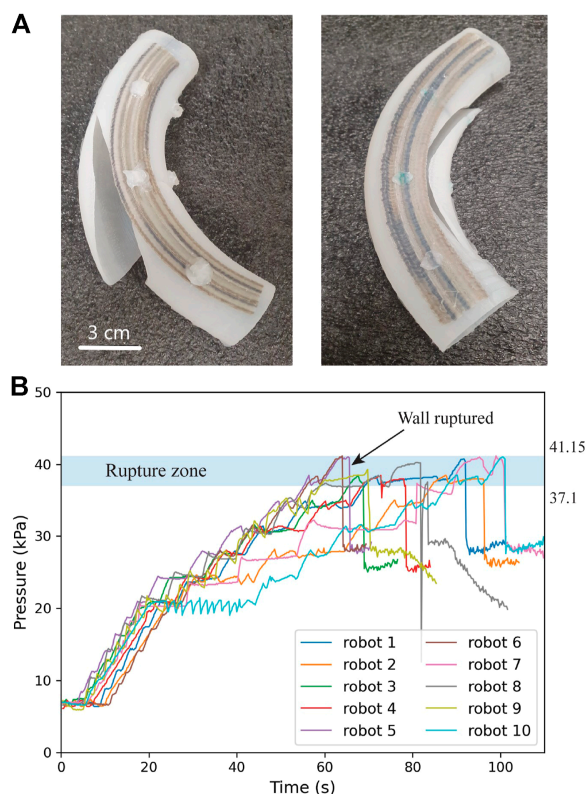 A
3 cm
B
Wall ruptured
Rupture zone
41.15
37.1
Pressure (kPa)
50
40
30
20
10
0
robot 1
robot 2
robot 3
robot 4
robot 5
robot 6
robot 7
robot 8
robot 9
robot 10
0
20
40
60
80
100
Time (s)